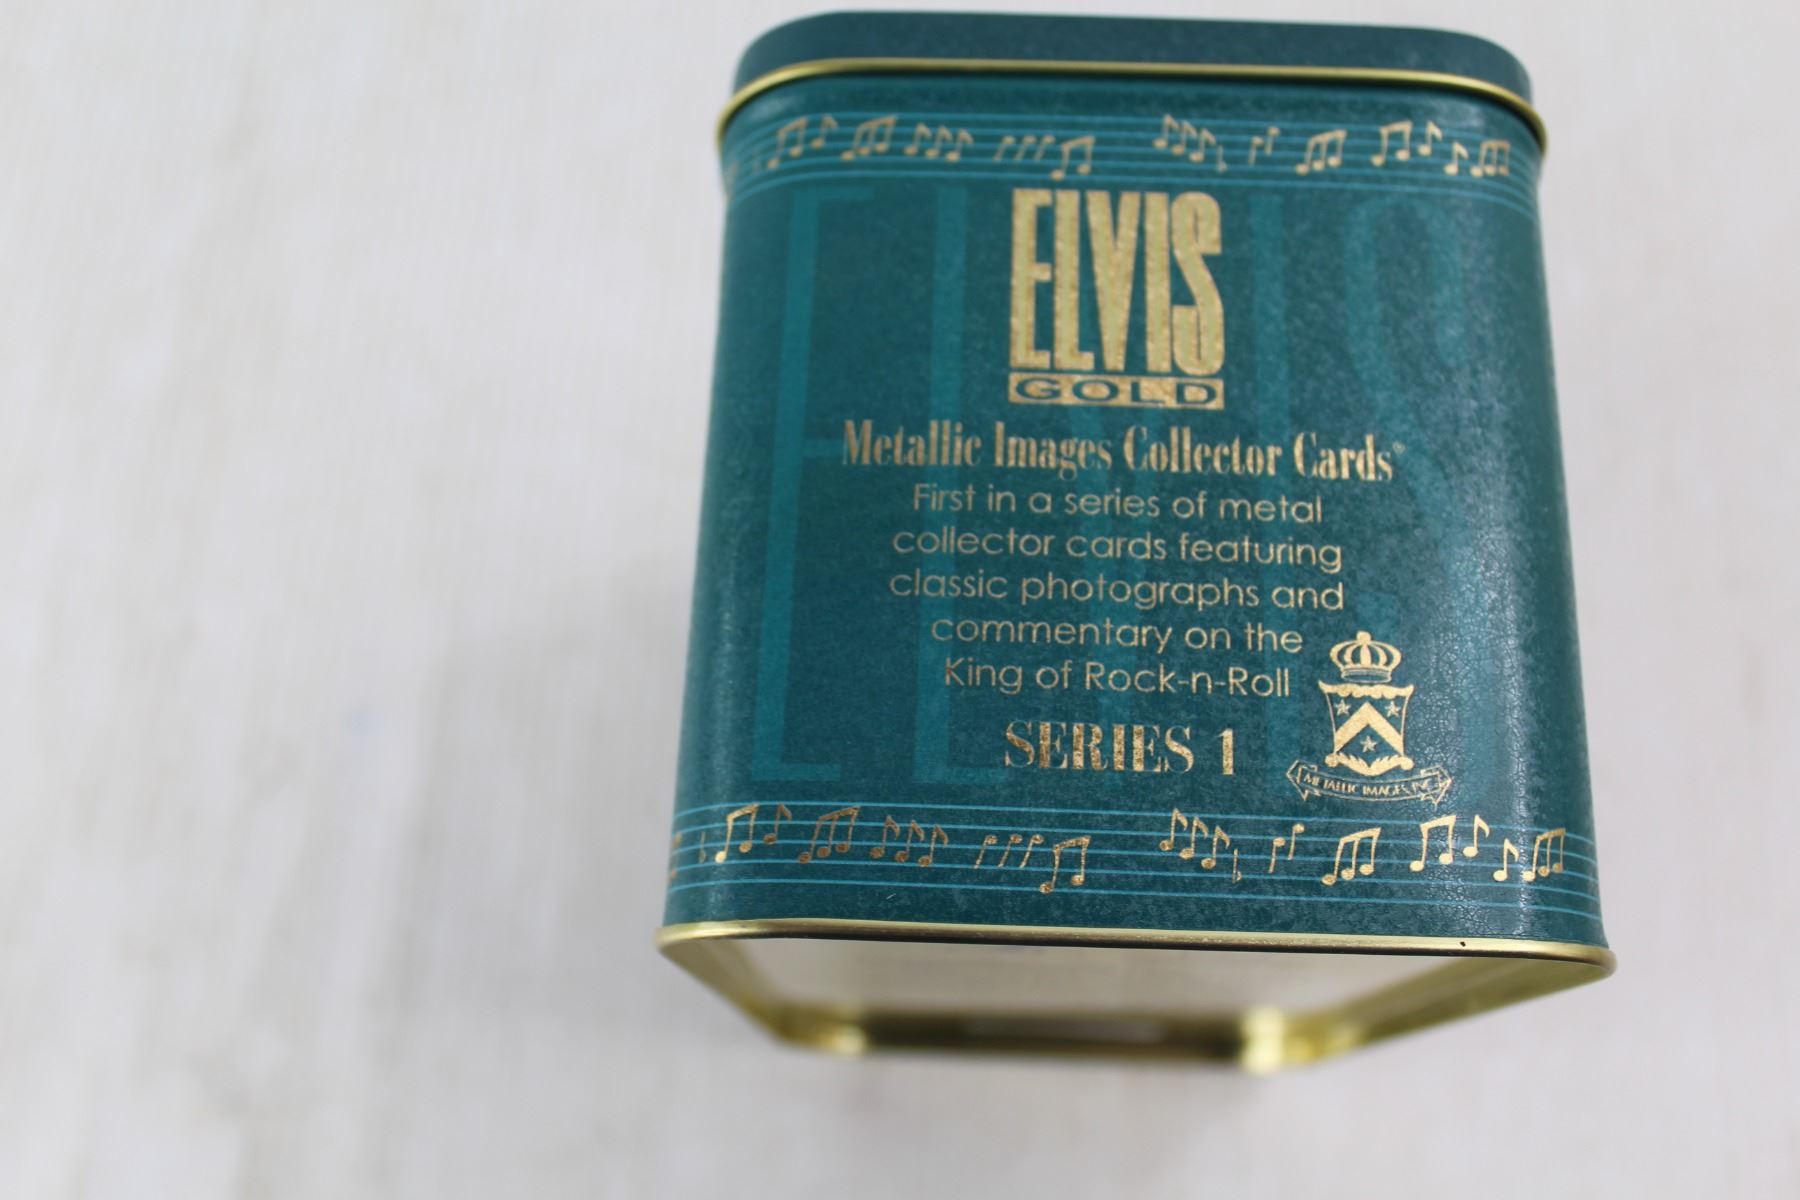 ELVIS
GOLD
Metallic Images Collector Cards®
First in a series of metal
collector cards featuring
classic photographs and
commentary on the
King of Rock-n-Roll
SERIES 1
METALLIC IMAGES, INC.
ELVIS